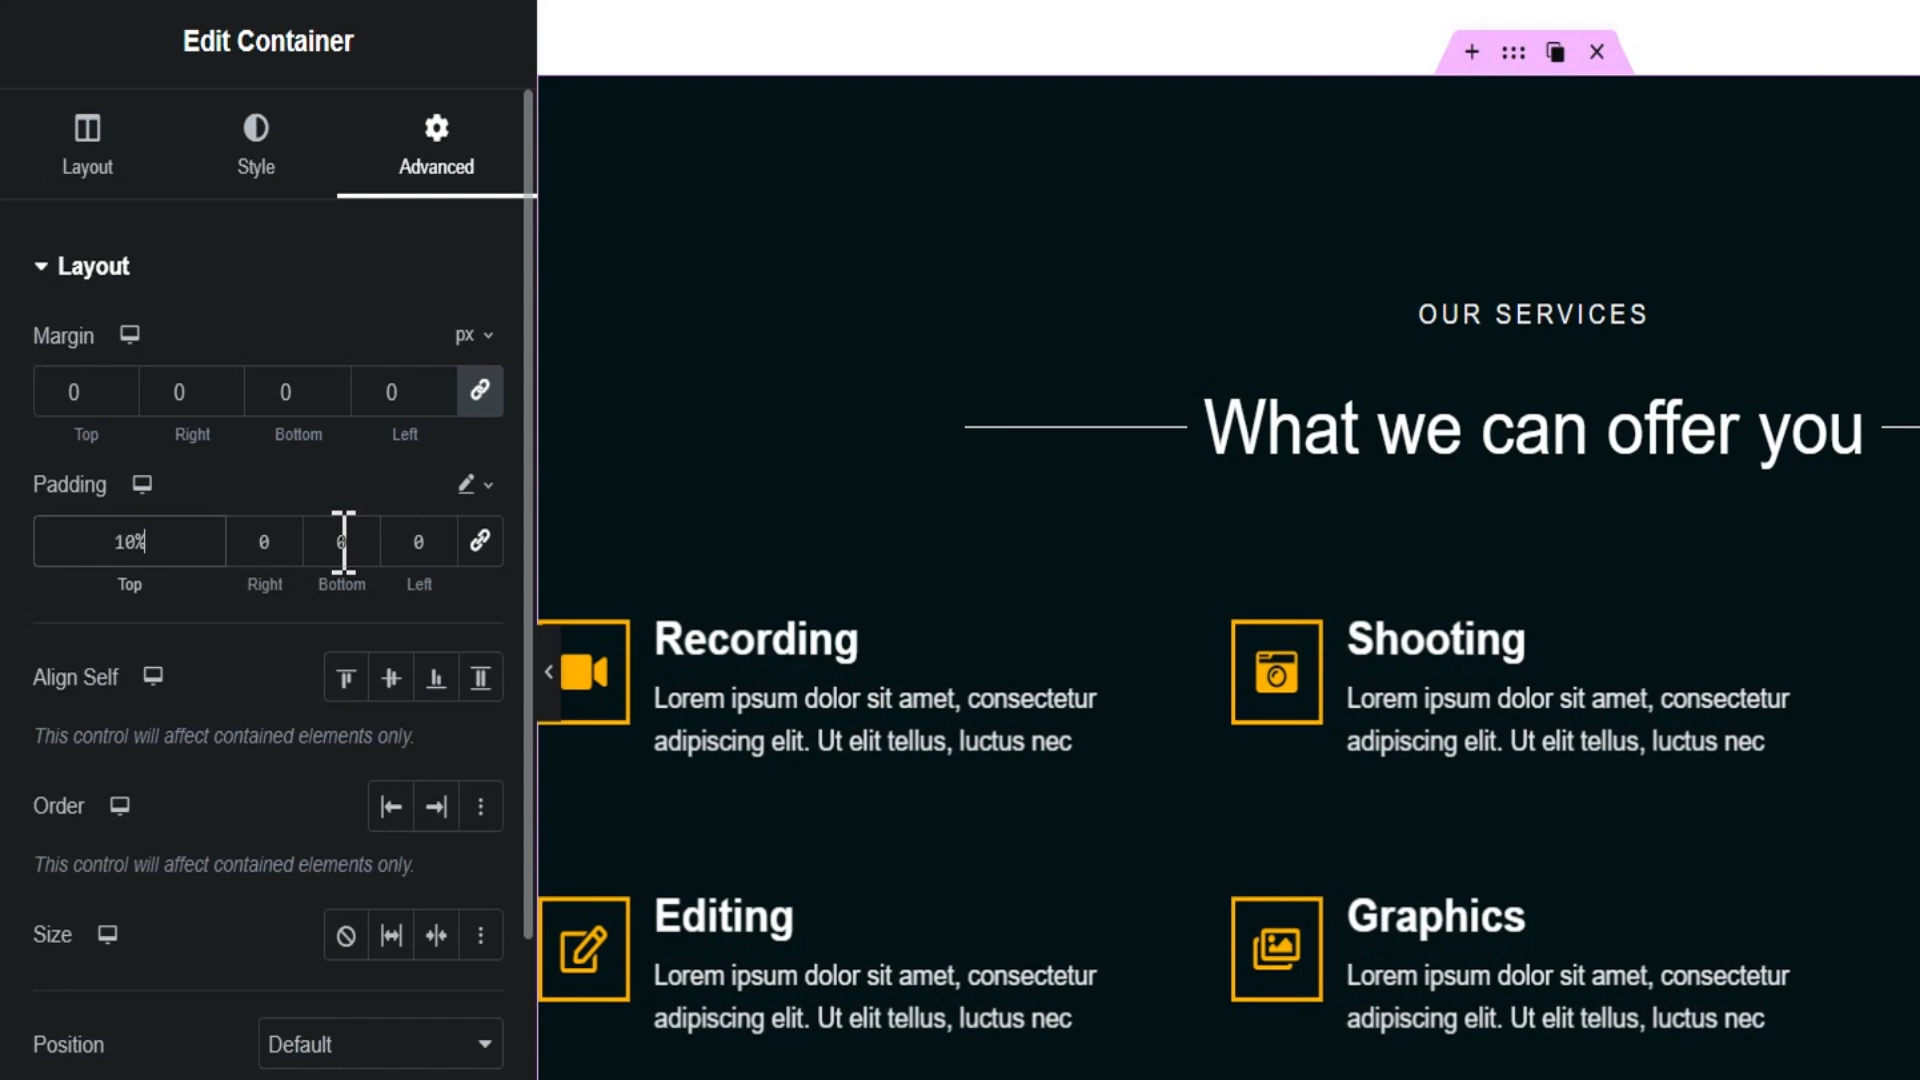 Edit Container
Layout
Style
Advanced
Layout
Margin
px
0 0 0 0
Top Right Bottom Left
Padding
10% 0 0 0
Top Right Bottom Left
Align Self
This control will affect contained elements only.
Order
This control will affect contained elements only.
Size
Position
Default
OUR SERVICES
What we can offer you
Recording
Lorem ipsum dolor sit amet, consectetur
adipiscing elit. Ut elit tellus, luctus nec
Shooting
Lorem ipsum dolor sit amet, consectetur
adipiscing elit. Ut elit tellus, luctus nec
Editing
Lorem ipsum dolor sit amet, consectetur
adipiscing elit. Ut elit tellus, luctus nec
Graphics
Lorem ipsum dolor sit amet, consectetur
adipiscing elit. Ut elit tellus, luctus nec